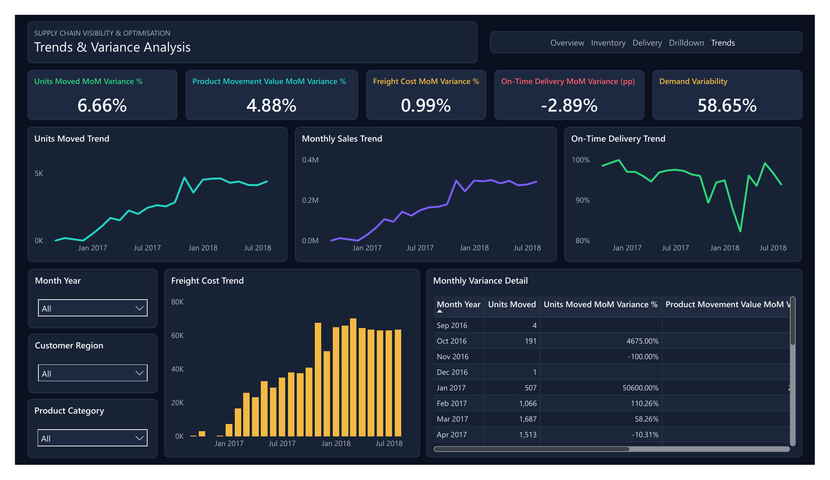 SUPPLY CHAIN VISIBILITY & OPTIMISATION
Trends & Variance Analysis
Overview Inventory Delivery Drilldown Trends
Units Moved MoM Variance %
6.66%
Product Movement Value MoM Variance %
4.88%
Freight Cost MoM Variance %
0.99%
On-Time Delivery MoM Variance (pp)
-2.89%
Demand Variability
58.65%
Units Moved Trend
5K
0K
Jan 2017 Jul 2017 Jan 2018 Jul 2018
Monthly Sales Trend
0.4M
0.2M
0.0M
Jan 2017 Jul 2017 Jan 2018 Jul 2018
On-Time Delivery Trend
100%
90%
80%
Jan 2017 Jul 2017 Jan 2018 Jul 2018
Month Year
All
Customer Region
All
Product Category
All
Freight Cost Trend
80K
60K
40K
20K
0K
Jan 2017 Jul 2017 Jan 2018 Jul 2018
Monthly Variance Detail
Month Year Units Moved Units Moved MoM Variance % Product Movement Value MoM V
Sep 2016 4
Oct 2016 191 4675.00%
Nov 2016 -100.00%
Dec 2016 1
Jan 2017 507 50600.00% 2
Feb 2017 1,066 110.26%
Mar 2017 1,687 58.26%
Apr 2017 1,513 -10.31%